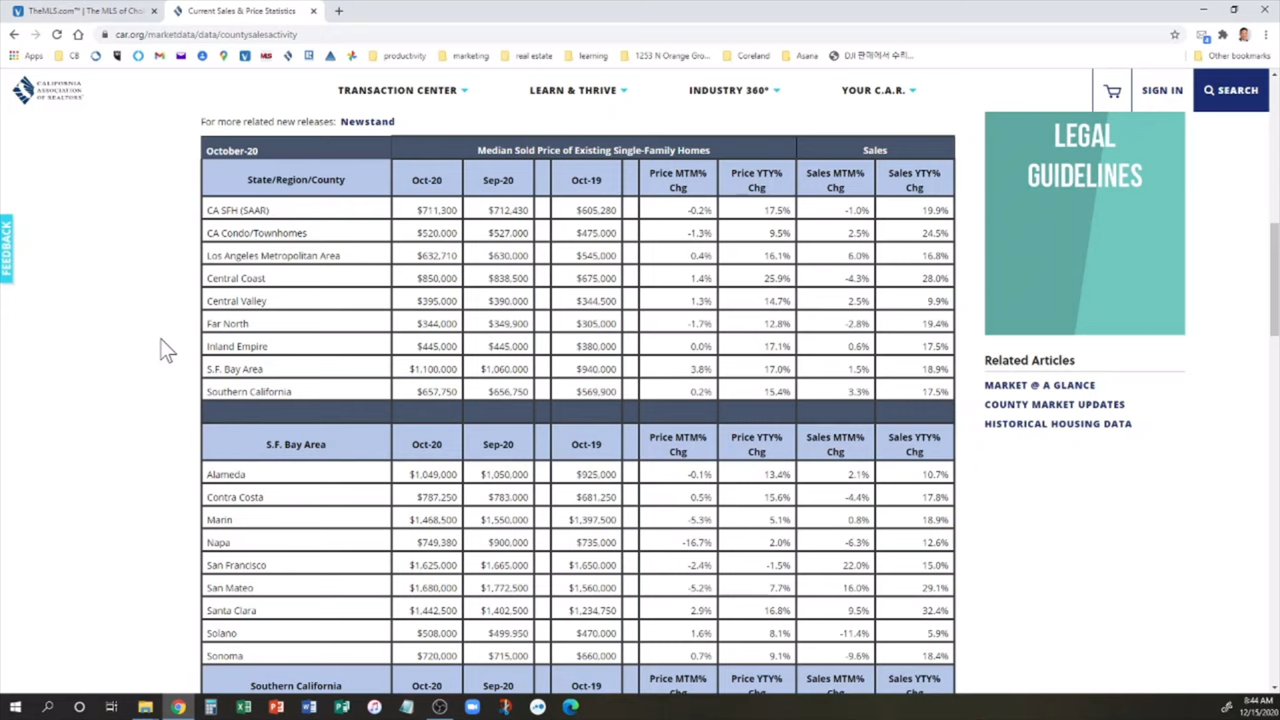 TheMLS.com™ | The MLS of Choi
Current Sales & Price Statistics
car.org/marketdata/data/countysalesactivity
Apps CB productivity marketing real estate learning 1253 N Orange Gro... Coreland Asana DJI 판매에서 수리... Other bookmarks
CALIFORNIA
ASSOCIATION
OF REALTORS®
TRANSACTION CENTER LEARN & THRIVE INDUSTRY 360° YOUR C.A.R. SIGN IN SEARCH
For more related new releases: Newstand
October-20 Median Sold Price of Existing Single-Family Homes Sales
State/Region/County Oct-20 Sep-20 Oct-19 Price MTM% Chg Price YTY% Chg Sales MTM% Chg Sales YTY% Chg
CA SFH (SAAR) $711,300 $712,430 $605,280 -0.2% 17.5% -1.0% 19.9%
CA Condo/Townhomes $520,000 $527,000 $475,000 -1.3% 9.5% 2.5% 24.5%
Los Angeles Metropolitan Area $632,710 $630,000 $545,000 0.4% 16.1% 6.0% 16.8%
Central Coast $850,000 $838,500 $675,000 1.4% 25.9% -4.3% 28.0%
Central Valley $395,000 $390,000 $344,500 1.3% 14.7% 2.5% 9.9%
Far North $344,000 $349,900 $305,000 -1.7% 12.8% -2.8% 19.4%
Inland Empire $445,000 $445,000 $380,000 0.0% 17.1% 0.6% 17.5%
S.F. Bay Area $1,100,000 $1,060,000 $940,000 3.8% 17.0% 1.5% 18.9%
Southern California $657,750 $656,750 $569,900 0.2% 15.4% 3.3% 17.5%
S.F. Bay Area Oct-20 Sep-20 Oct-19 Price MTM% Chg Price YTY% Chg Sales MTM% Chg Sales YTY% Chg
Alameda $1,049,000 $1,050,000 $925,000 -0.1% 13.4% 2.1% 10.7%
Contra Costa $787,250 $783,000 $681,250 0.5% 15.6% -4.4% 17.8%
Marin $1,468,500 $1,550,000 $1,397,500 -5.3% 5.1% 0.8% 18.9%
Napa $749,380 $900,000 $735,000 -16.7% 2.0% -6.3% 12.6%
San Francisco $1,625,000 $1,665,000 $1,650,000 -2.4% -1.5% 22.0% 15.0%
San Mateo $1,680,000 $1,772,500 $1,560,000 -5.2% 7.7% 16.0% 29.1%
Santa Clara $1,442,500 $1,402,500 $1,234,750 2.9% 16.8% 9.5% 32.4%
Solano $508,000 $499,950 $470,000 1.6% 8.1% -11.4% 5.9%
Sonoma $720,000 $715,000 $660,000 0.7% 9.1% -9.6% 18.4%
Southern California Oct-20 Sep-20 Oct-19 Price MTM% Chg Price YTY% Chg Sales MTM% Chg Sales YTY% Chg
LEGAL
GUIDELINES
Related Articles
MARKET @ A GLANCE
COUNTY MARKET UPDATES
HISTORICAL HOUSING DATA
FEEDBACK
8:44 AM
12/15/2020